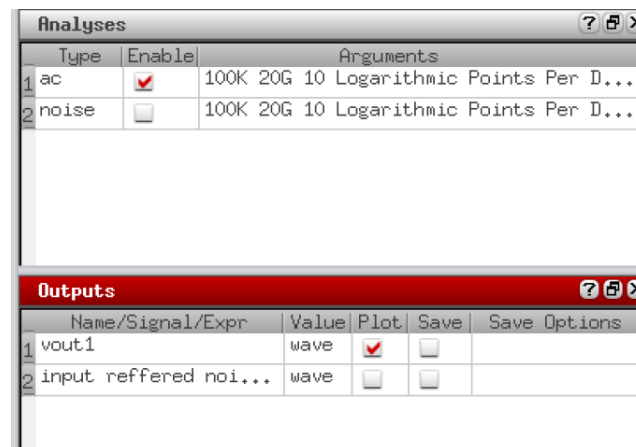 Analyses
Type Enable Arguments
1 ac 100K 20G 10 Logarithmic Points Per D...
2 noise 100K 20G 10 Logarithmic Points Per D...
Outputs
Name/Signal/Expr Value Plot Save Save Options
1 vout1 wave
2 input reffered noi... wave